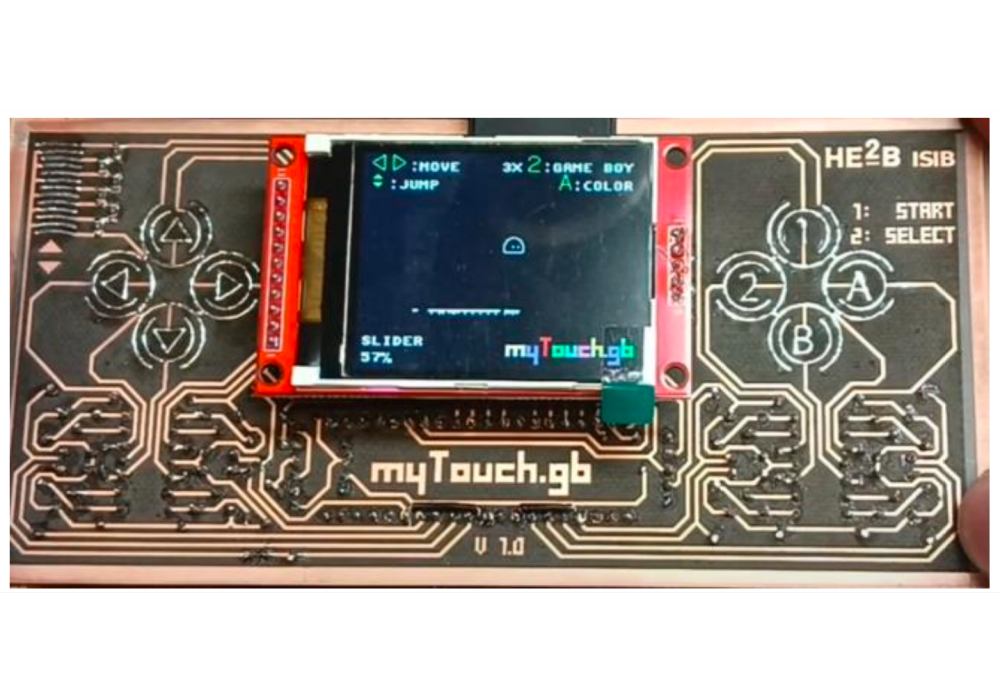 ◁ ▷ :MOVE
▲▼ :JUMP
3X 2:GAME BOY
A:COLOR
SLIDER
57%
myTouch.gb
HE2B ISIB
1: START
2: SELECT
1
2
A
B
myTouch.gb
V 1.0